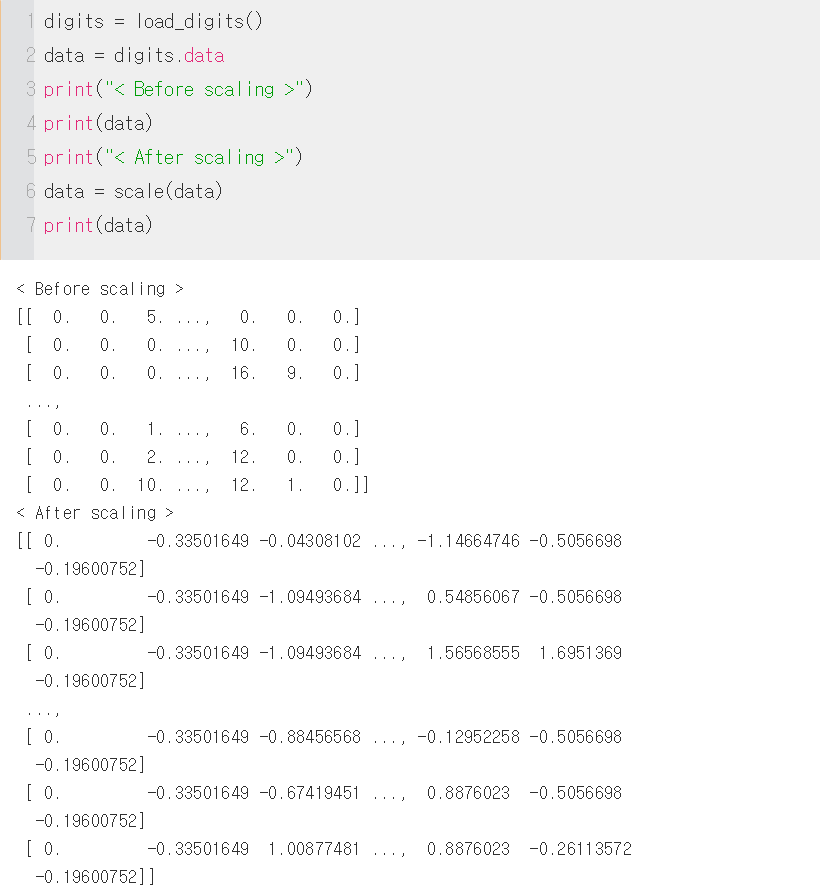 1 digits = load_digits()
2 data = digits.data
3 print("< Before scaling >")
4 print(data)
5 print("< After scaling >")
6 data = scale(data)
7 print(data)
< Before scaling >
[[  0.   0.   5. ...,   0.   0.   0.]
 [  0.   0.   0. ...,  10.   0.   0.]
 [  0.   0.   0. ...,  16.   9.   0.]
 ...,
 [  0.   0.   1. ...,   6.   0.   0.]
 [  0.   0.   2. ...,  12.   0.   0.]
 [  0.   0.  10. ...,  12.   1.   0.]]
< After scaling >
[[ 0.         -0.33501649 -0.04308102 ..., -1.14664746 -0.5056698
  -0.19600752]
 [ 0.         -0.33501649 -1.09493684 ...,  0.54856067 -0.5056698
  -0.19600752]
 [ 0.         -0.33501649 -1.09493684 ...,  1.56568555  1.6951369
  -0.19600752]
 ...,
 [ 0.         -0.33501649 -0.88456568 ..., -0.12952258 -0.5056698
  -0.19600752]
 [ 0.         -0.33501649 -0.67419451 ...,  0.8876023  -0.5056698
  -0.19600752]
 [ 0.         -0.33501649  1.00877481 ...,  0.8876023  -0.26113572
  -0.19600752]]